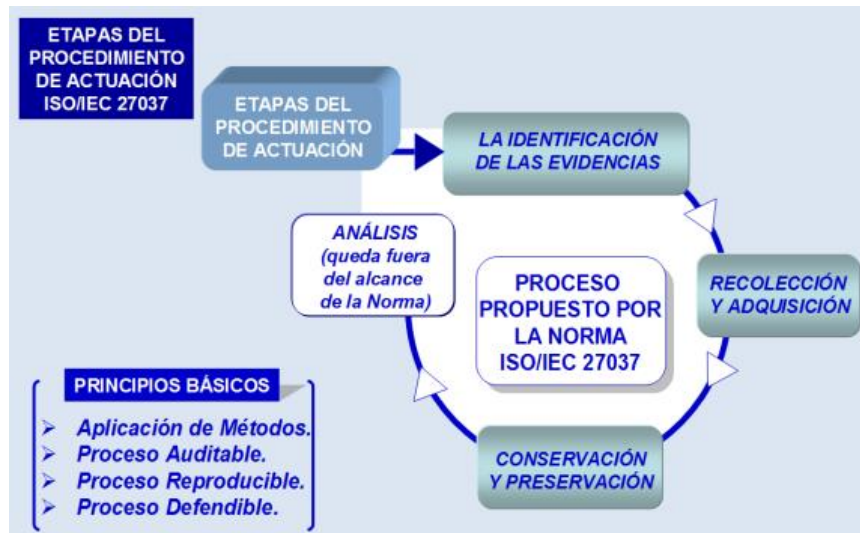 ETAPAS DEL
PROCEDIMIENTO
DE ACTUACIÓN
ISO/IEC 27037
ETAPAS DEL
PROCEDIMIENTO
DE ACTUACIÓN
LA IDENTIFICACIÓN
DE LAS EVIDENCIAS
ANÁLISIS
(queda fuera
del alcance
de la Norma)
PROCESO
PROPUESTO POR
LA NORMA
ISO/IEC 27037
RECOLECCIÓN
Y ADQUISICIÓN
PRINCIPIOS BÁSICOS
➢ Aplicación de Métodos.
➢ Proceso Auditable.
➢ Proceso Reproducible.
➢ Proceso Defendible.
CONSERVACIÓN
Y PRESERVACIÓN